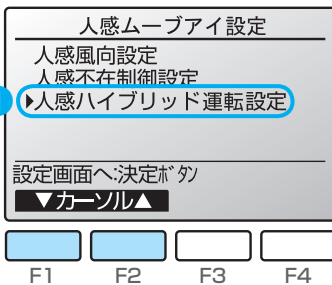 人感ムーブアイ設定
人感風向設定
人感不在制御設定
▶人感ハイブリッド運転設定
設定画面へ:決定ボタン
▼カーソル▲
F1 F2 F3 F4